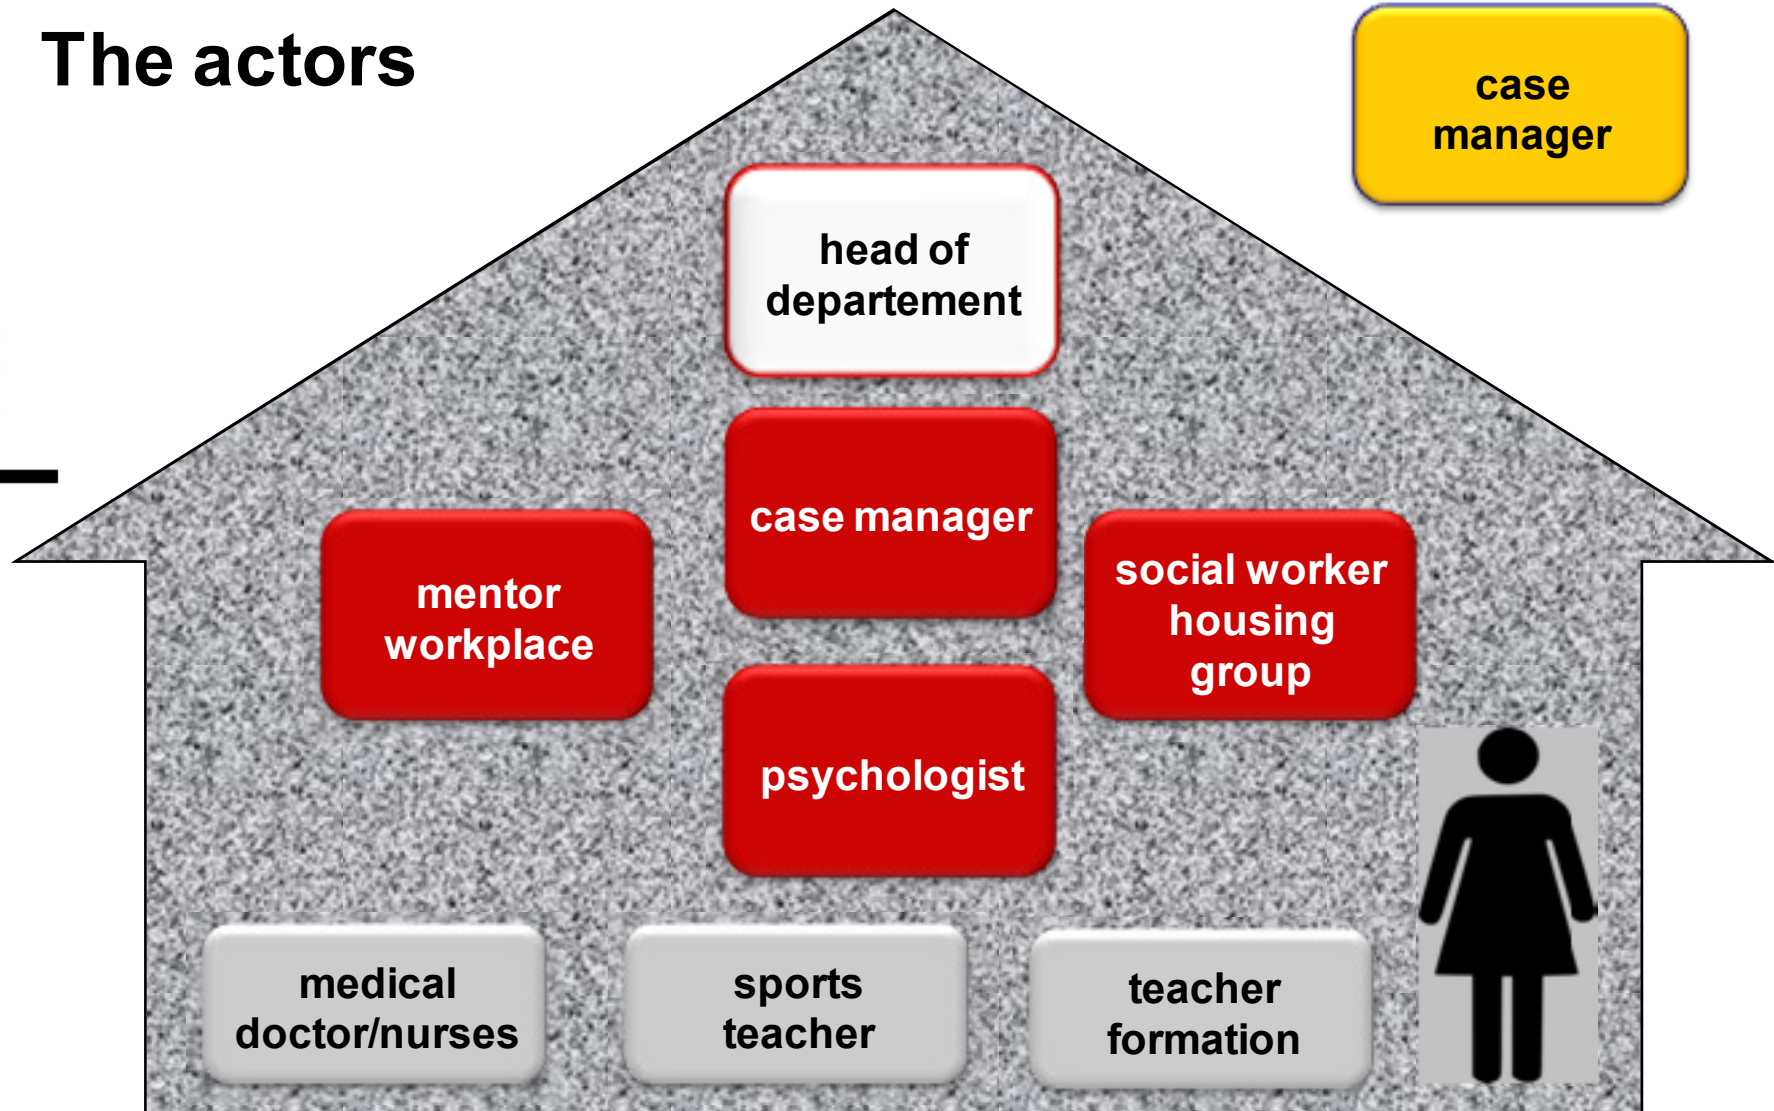 The actors
case
manager
head of
departement
case manager
mentor
workplace
social worker
housing
group
psychologist
medical
doctor/nurses
sports
teacher
teacher
formation